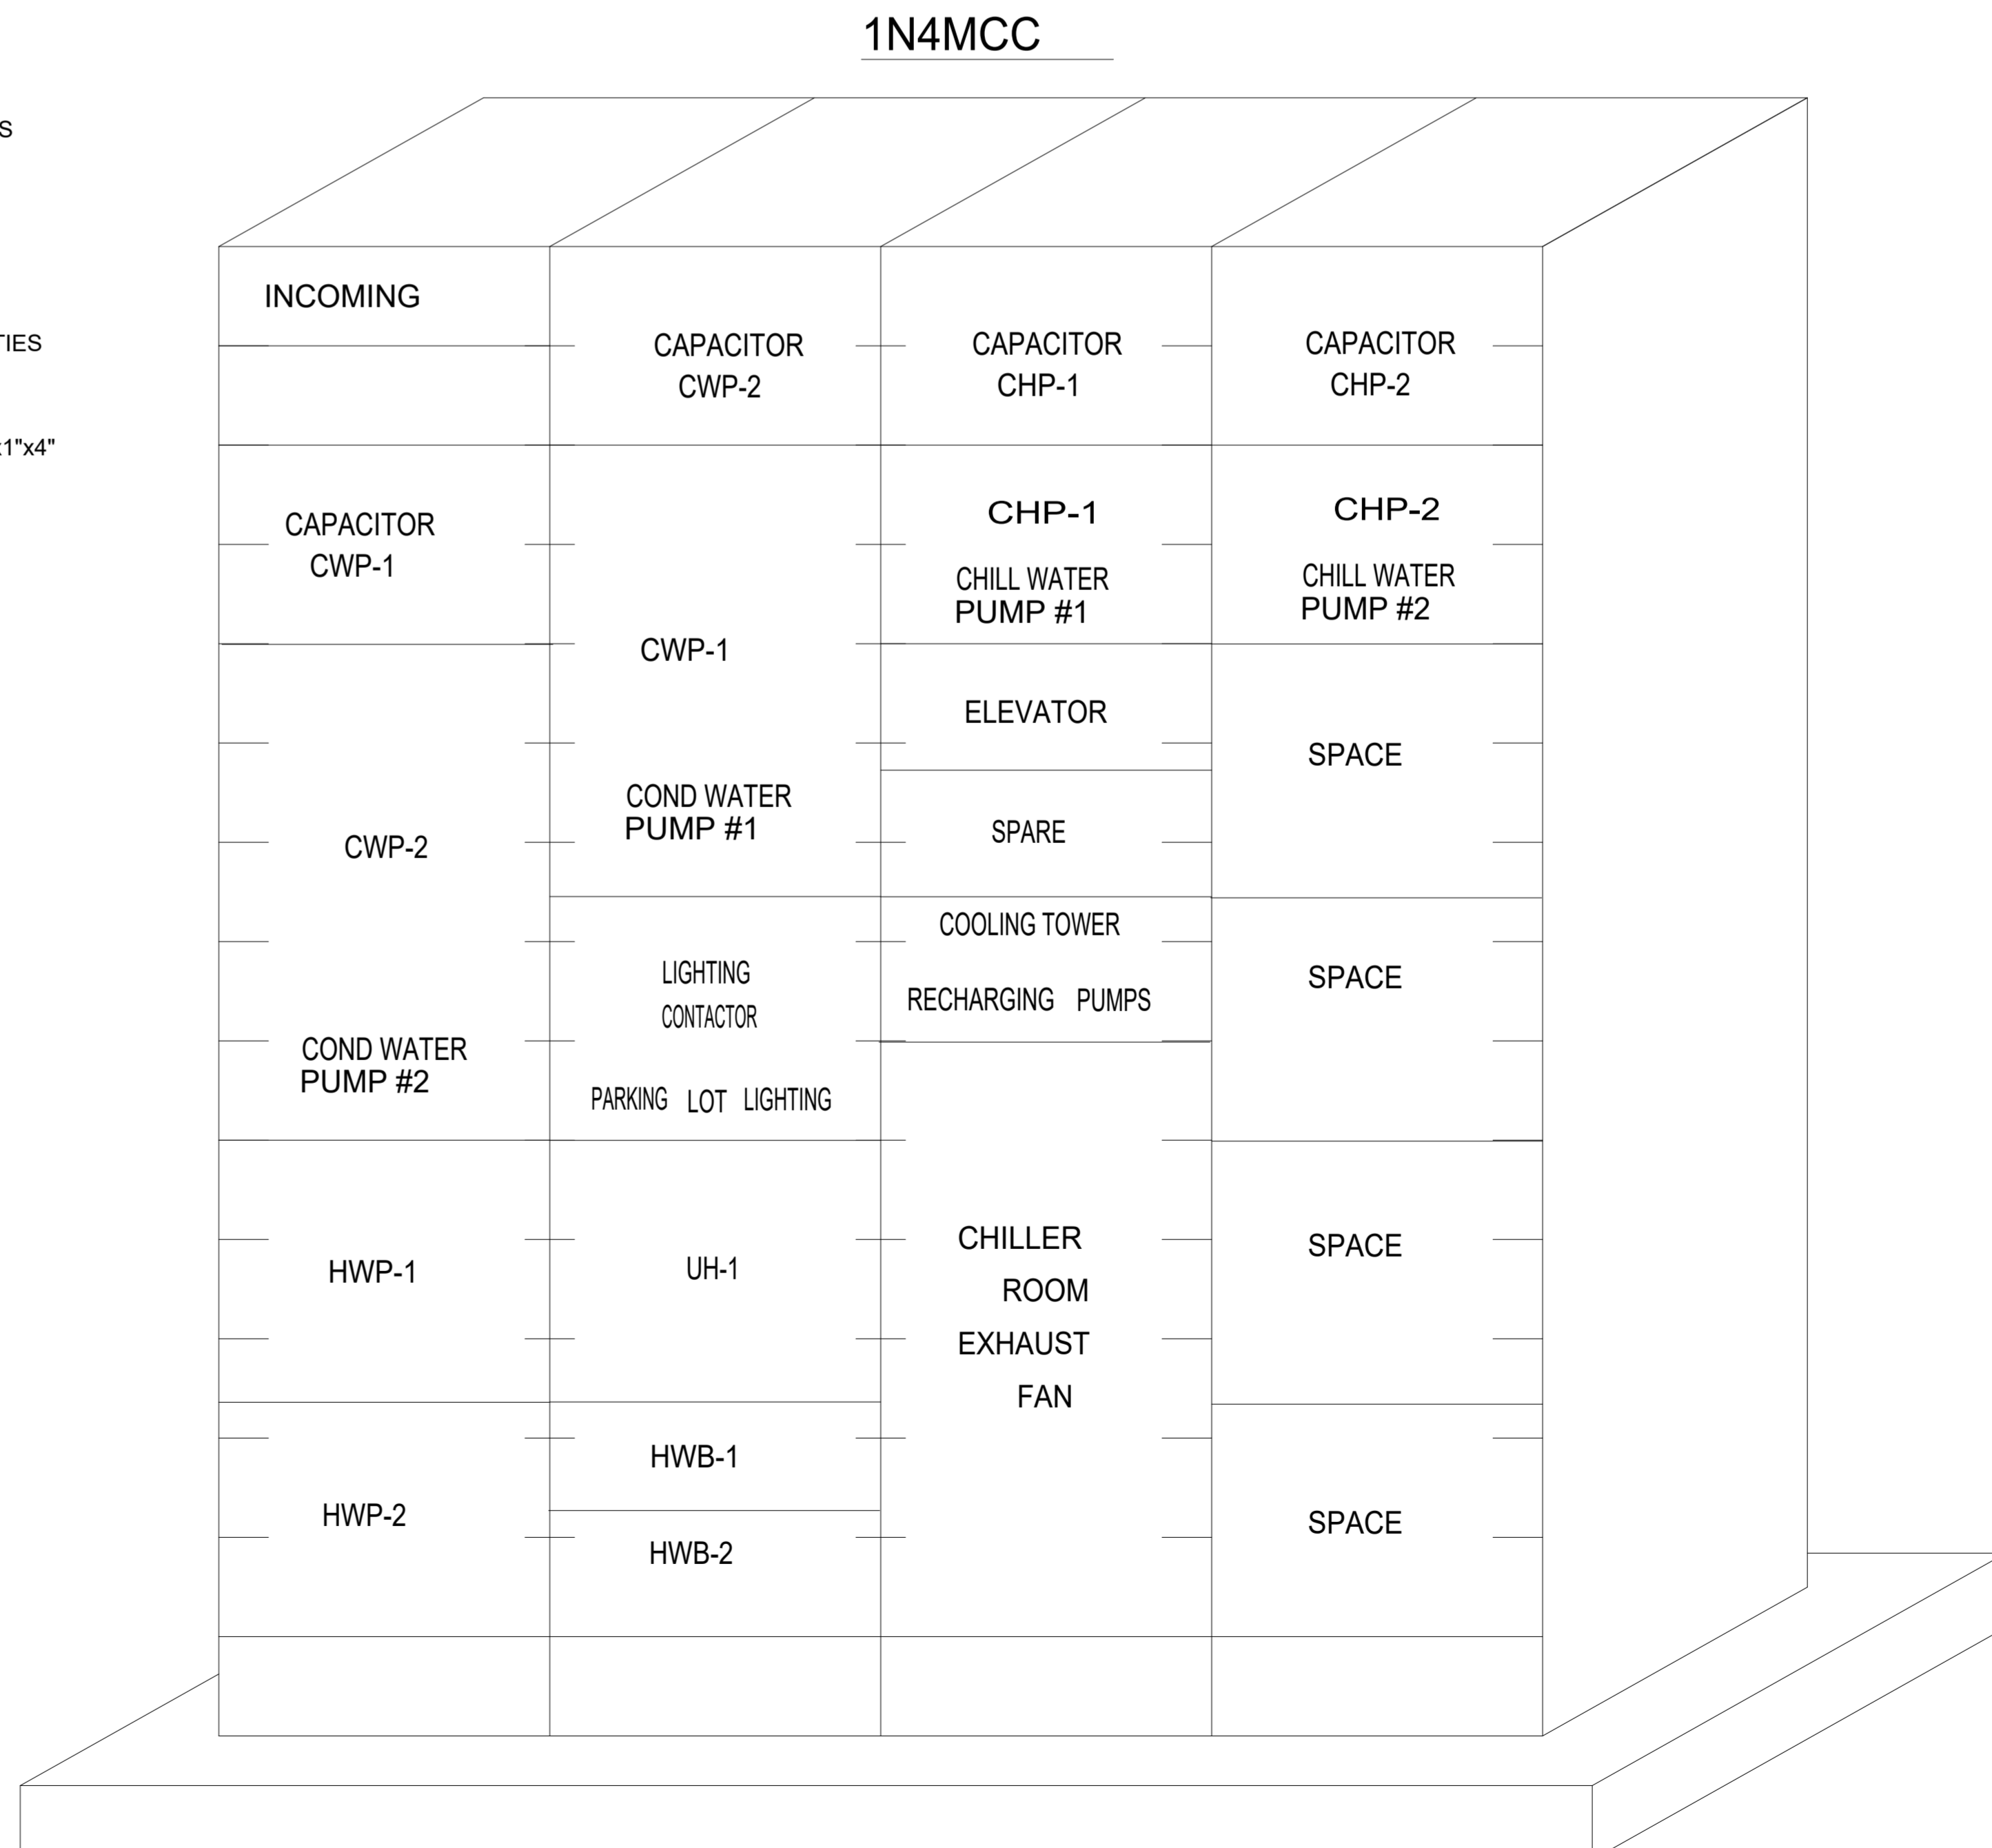 1N4MCC
S
TIES
x1"x4"
INCOMING
CAPACITOR
CWP-1
CWP-2
COND WATER
PUMP #2
HWP-1
HWP-2
CAPACITOR
CWP-2
CWP-1
COND WATER
PUMP #1
LIGHTING
CONTACTOR
PARKING LOT LIGHTING
UH-1
HWB-1
HWB-2
CAPACITOR
CHP-1
CHP-1
CHILL WATER
PUMP #1
ELEVATOR
SPARE
COOLING TOWER
RECHARGING PUMPS
CHILLER
ROOM
EXHAUST
FAN
CAPACITOR
CHP-2
CHP-2
CHILL WATER
PUMP #2
SPACE
SPACE
SPACE
SPACE